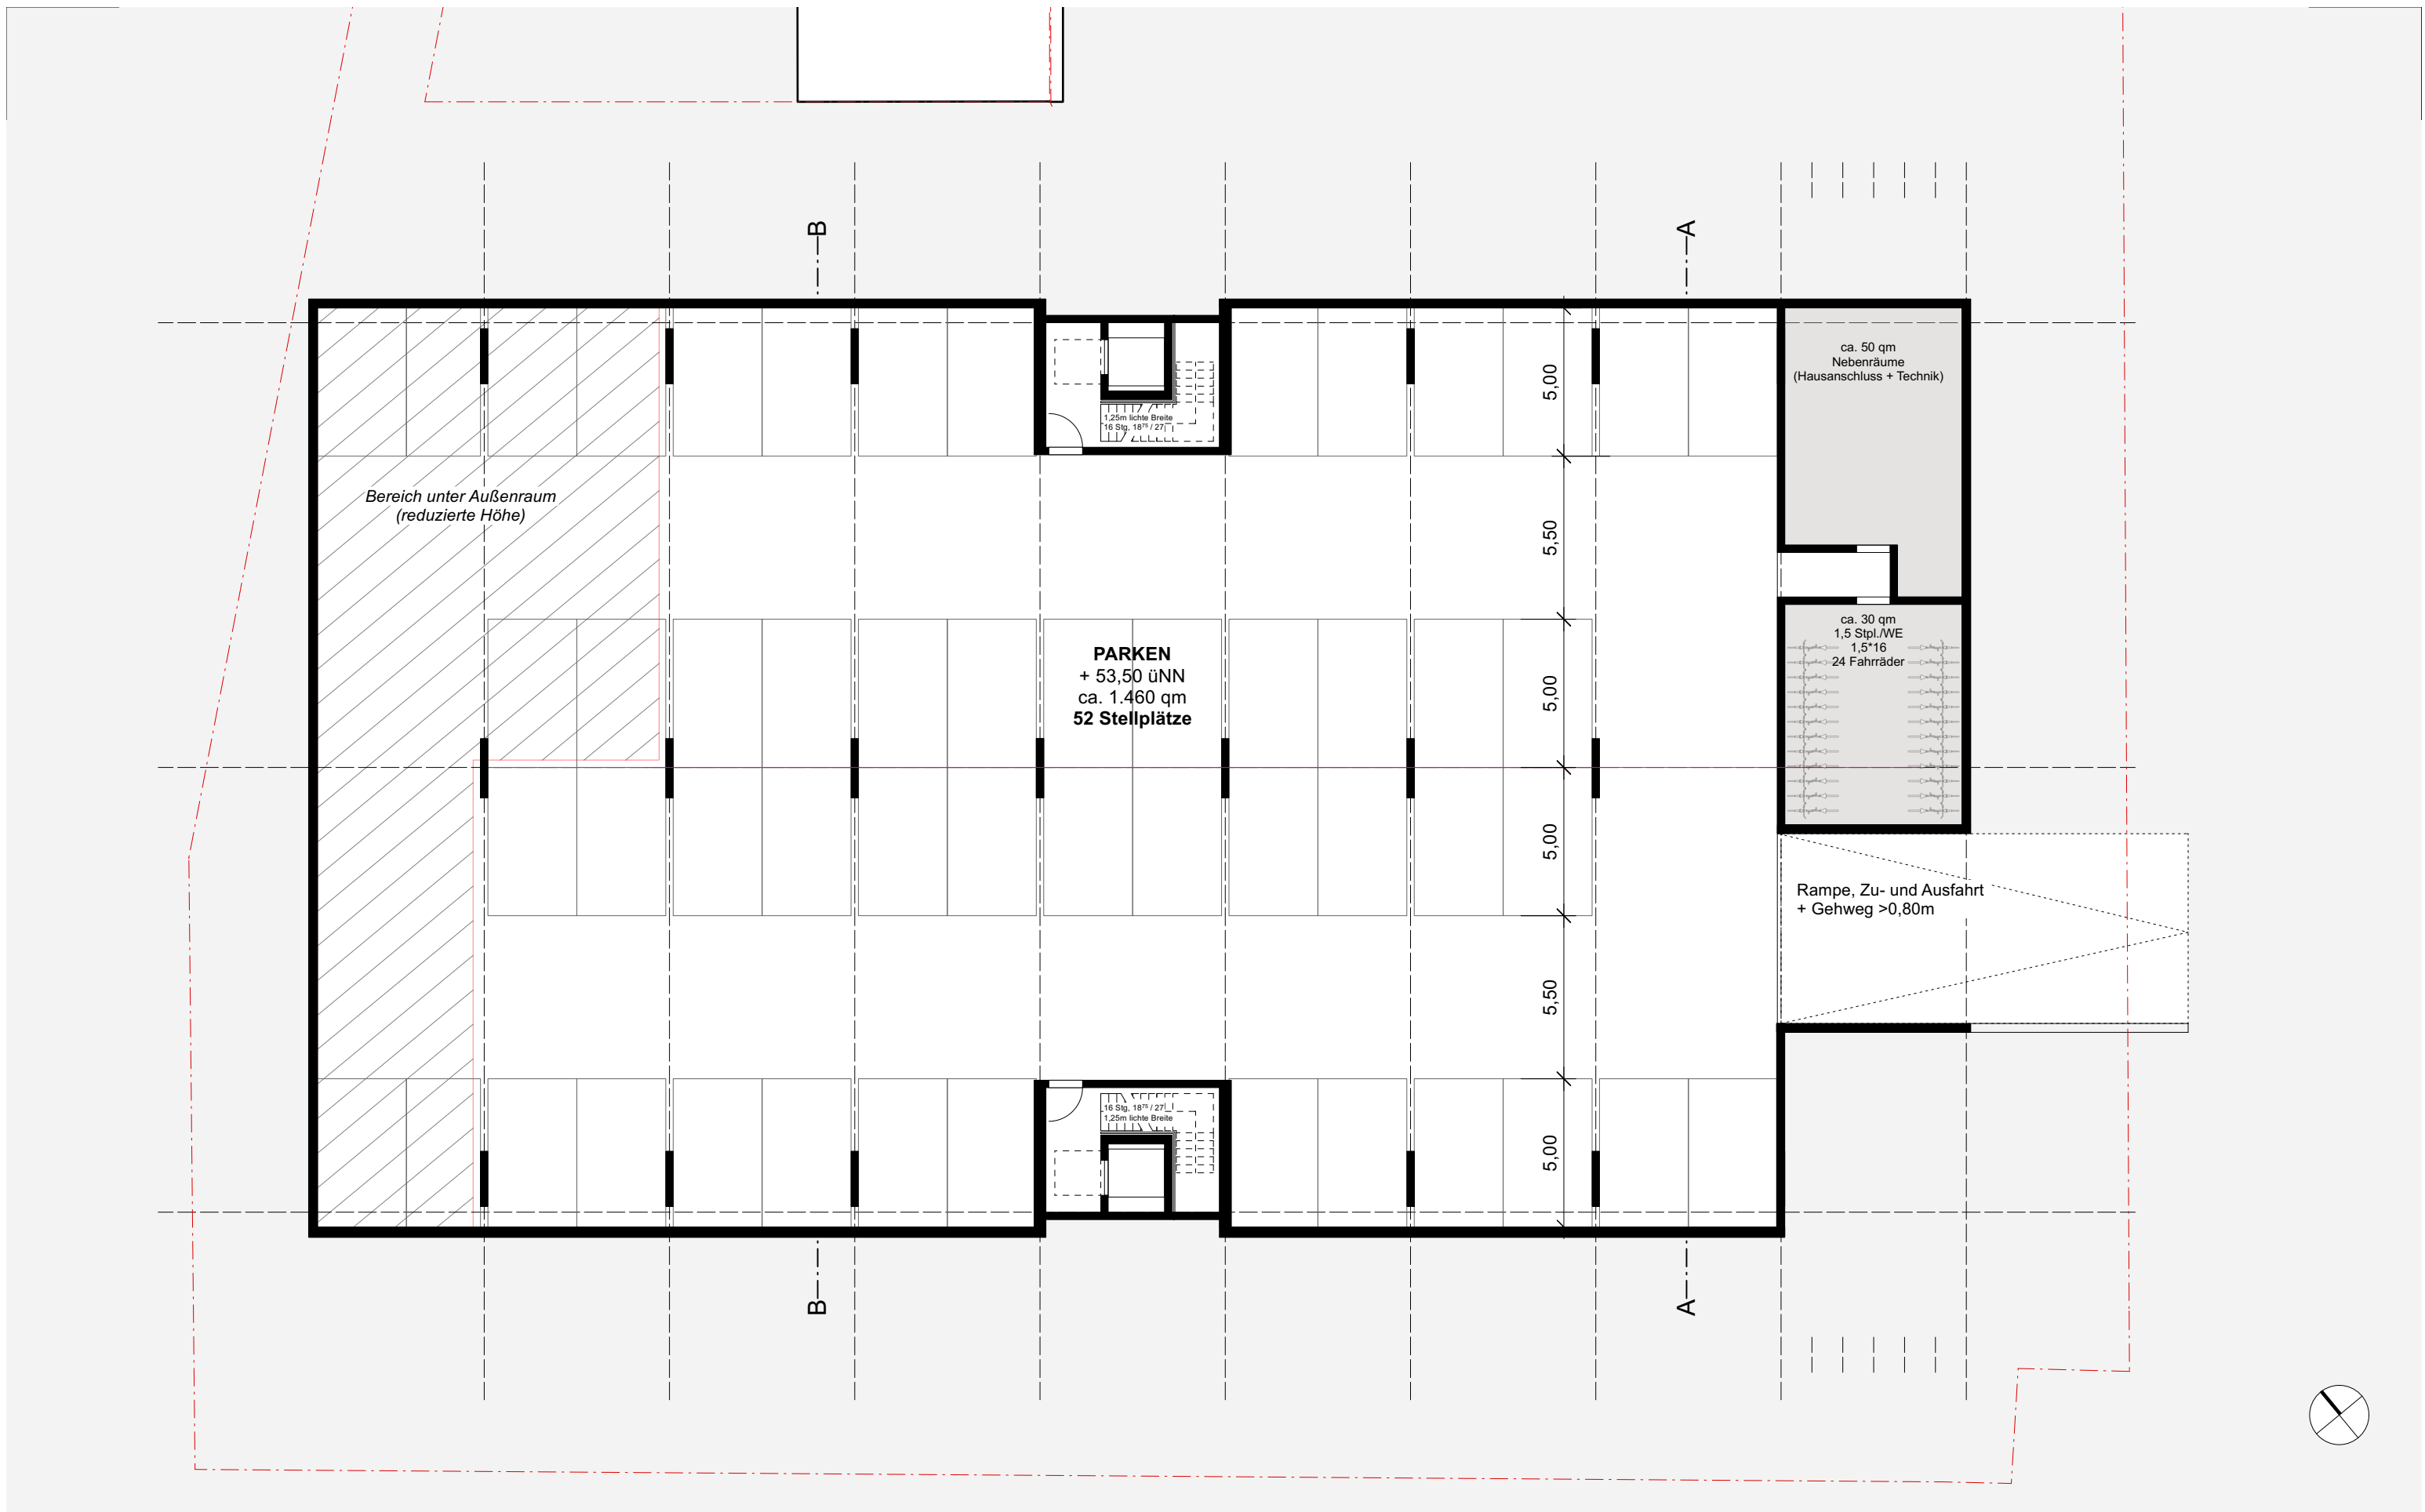 B
A
ca. 50 qm
Nebenräume
(Hausanschluss + Technik)
5,00
1,25m lichte Breite
16 Stg, 18⁷⁵ / 27
Bereich unter Außenraum
(reduzierte Höhe)
5,50
ca. 30 qm
1,5 Stpl./WE
1,5*16
24 Fahrräder
PARKEN
+ 53,50 üNN
ca. 1.460 qm
52 Stellplätze
5,00
5,00
Rampe, Zu- und Ausfahrt
+ Gehweg >0,80m
5,50
16 Stg, 18⁷⁵ / 27
1,25m lichte Breite
5,00
B
A